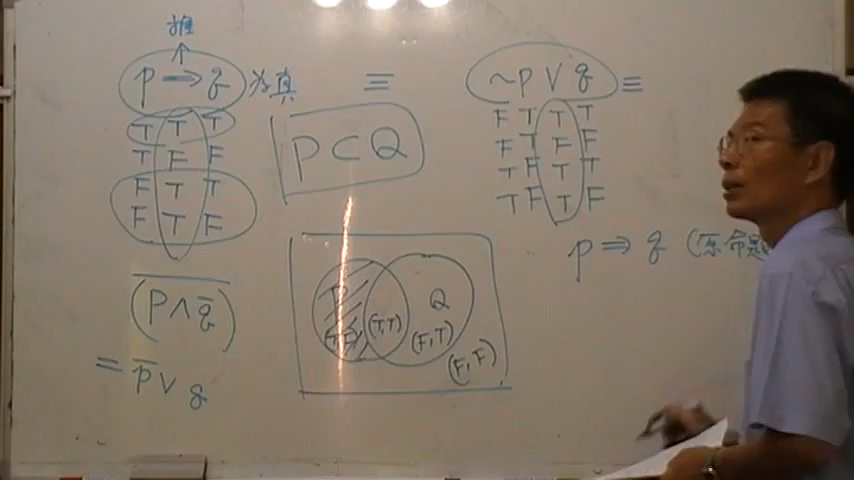 推
p → q 為真 ≡ ~P ∨ q ≡
T T T
T F F
F T T
F T F
P ⊂ Q
F T T T
F T F F
T F T T
T F T F
p ⇒ q (原命題
(P ∧ q̅)̅
= p̅ ∨ q
P Q
(T,F) (T,T) (F,T)
(F,F)